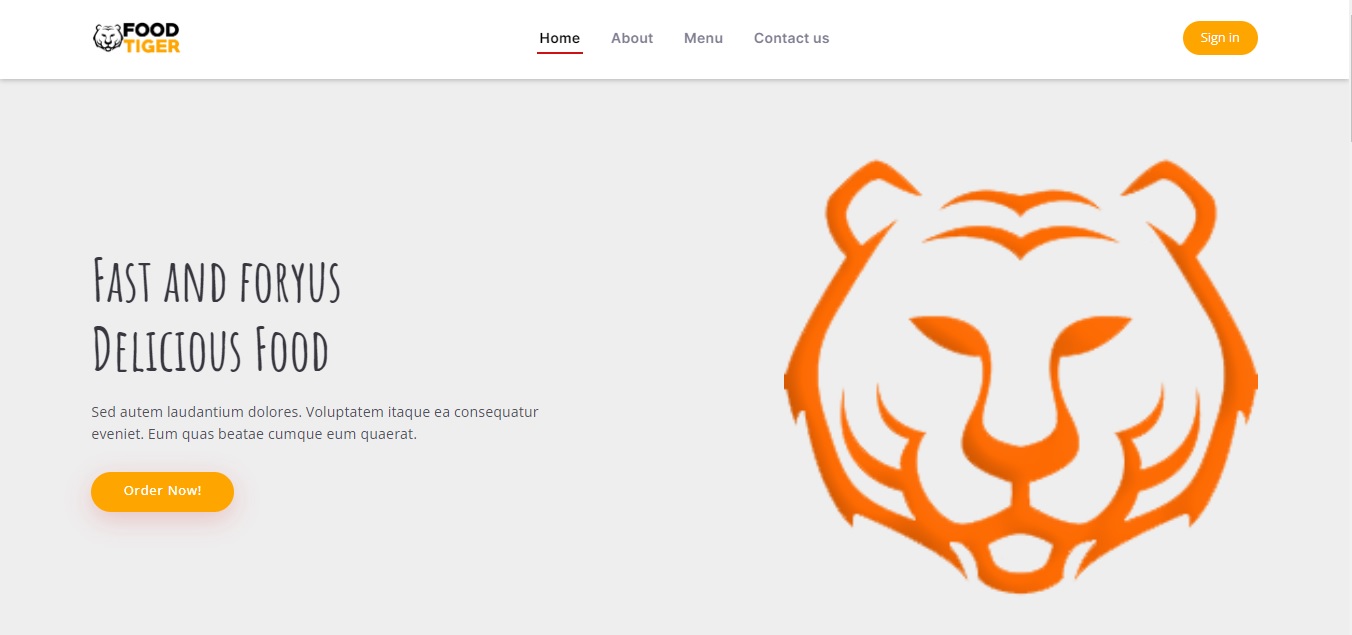 FOOD
TIGER
Home About Menu Contact us
Sign in
Fast and foryus
Delicious Food
Sed autem laudantium dolores. Voluptatem itaque ea consequatur
eveniet. Eum quas beatae cumque eum quaerat.
Order Now!